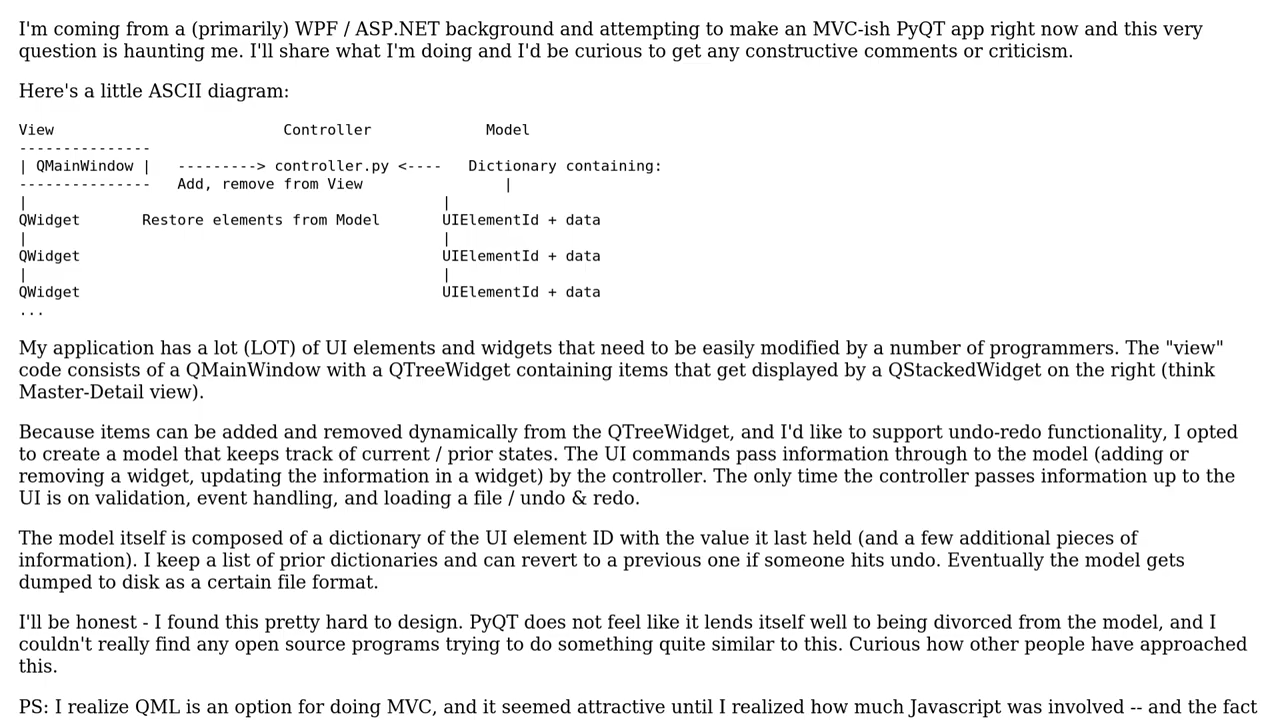 I'm coming from a (primarily) WPF / ASP.NET background and attempting to make an MVC-ish PyQT app right now and this very
question is haunting me. I'll share what I'm doing and I'd be curious to get any constructive comments or criticism.
Here's a little ASCII diagram:
View                          Controller             Model
---------------
| QMainWindow |   ---------> controller.py <----   Dictionary containing:
---------------   Add, remove from View                |
|                                               |
QWidget       Restore elements from Model       UIElementId + data
|                                               |
QWidget                                         UIElementId + data
|                                               |
QWidget                                         UIElementId + data
...
My application has a lot (LOT) of UI elements and widgets that need to be easily modified by a number of programmers. The "view"
code consists of a QMainWindow with a QTreeWidget containing items that get displayed by a QStackedWidget on the right (think
Master-Detail view).
Because items can be added and removed dynamically from the QTreeWidget, and I'd like to support undo-redo functionality, I opted
to create a model that keeps track of current / prior states. The UI commands pass information through to the model (adding or
removing a widget, updating the information in a widget) by the controller. The only time the controller passes information up to the
UI is on validation, event handling, and loading a file / undo & redo.
The model itself is composed of a dictionary of the UI element ID with the value it last held (and a few additional pieces of
information). I keep a list of prior dictionaries and can revert to a previous one if someone hits undo. Eventually the model gets
dumped to disk as a certain file format.
I'll be honest - I found this pretty hard to design. PyQT does not feel like it lends itself well to being divorced from the model, and I
couldn't really find any open source programs trying to do something quite similar to this. Curious how other people have approached
this.
PS: I realize QML is an option for doing MVC, and it seemed attractive until I realized how much Javascript was involved -- and the fact